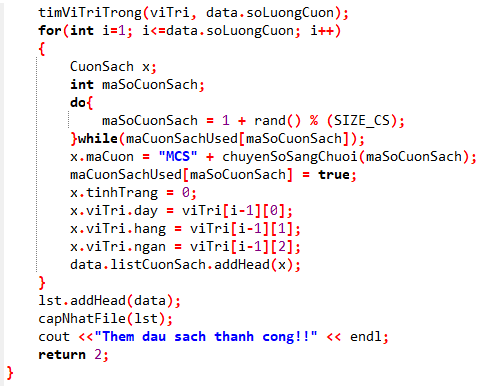 timViTriTrong(viTri, data.soLuongCuon);
for(int i=1; i<=data.soLuongCuon; i++)
{
CuonSach x;
int maSoCuonSach;
do{
maSoCuonSach = 1 + rand() % (SIZE_CS);
}while(maCuonSachUsed[maSoCuonSach]);
x.maCuon = "MCS" + chuyenSoSangChuoi(maSoCuonSach);
maCuonSachUsed[maSoCuonSach] = true;
x.tinhTrang = 0;
x.viTri.day = viTri[i-1][0];
x.viTri.hang = viTri[i-1][1];
x.viTri.ngan = viTri[i-1][2];
data.listCuonSach.addHead(x);
}
lst.addHead(data);
capNhatFile(lst);
cout <<"Them dau sach thanh cong!!" << endl;
return 2;
}